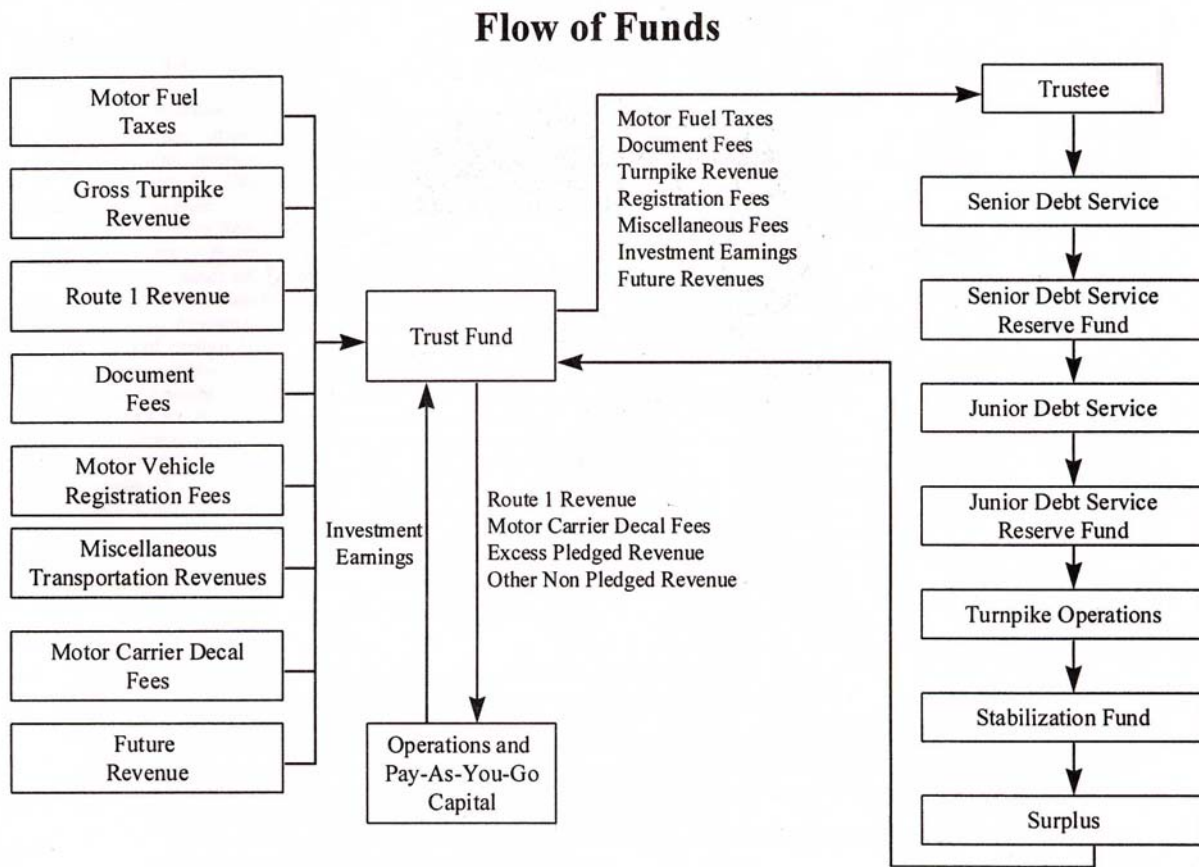 Flow of Funds
Motor Fuel
Taxes
Gross Turnpike
Revenue
Route 1 Revenue
Document
Fees
Motor Vehicle
Registration Fees
Miscellaneous
Transportation Revenues
Motor Carrier Decal
Fees
Future
Revenue
Trust Fund
Investment
Earnings
Route 1 Revenue
Motor Carrier Decal Fees
Excess Pledged Revenue
Other Non Pledged Revenue
Operations and
Pay-As-You-Go
Capital
Motor Fuel Taxes
Document Fees
Turnpike Revenue
Registration Fees
Miscellaneous Fees
Investment Earnings
Future Revenues
Trustee
Senior Debt Service
Senior Debt Service
Reserve Fund
Junior Debt Service
Junior Debt Service
Reserve Fund
Turnpike Operations
Stabilization Fund
Surplus